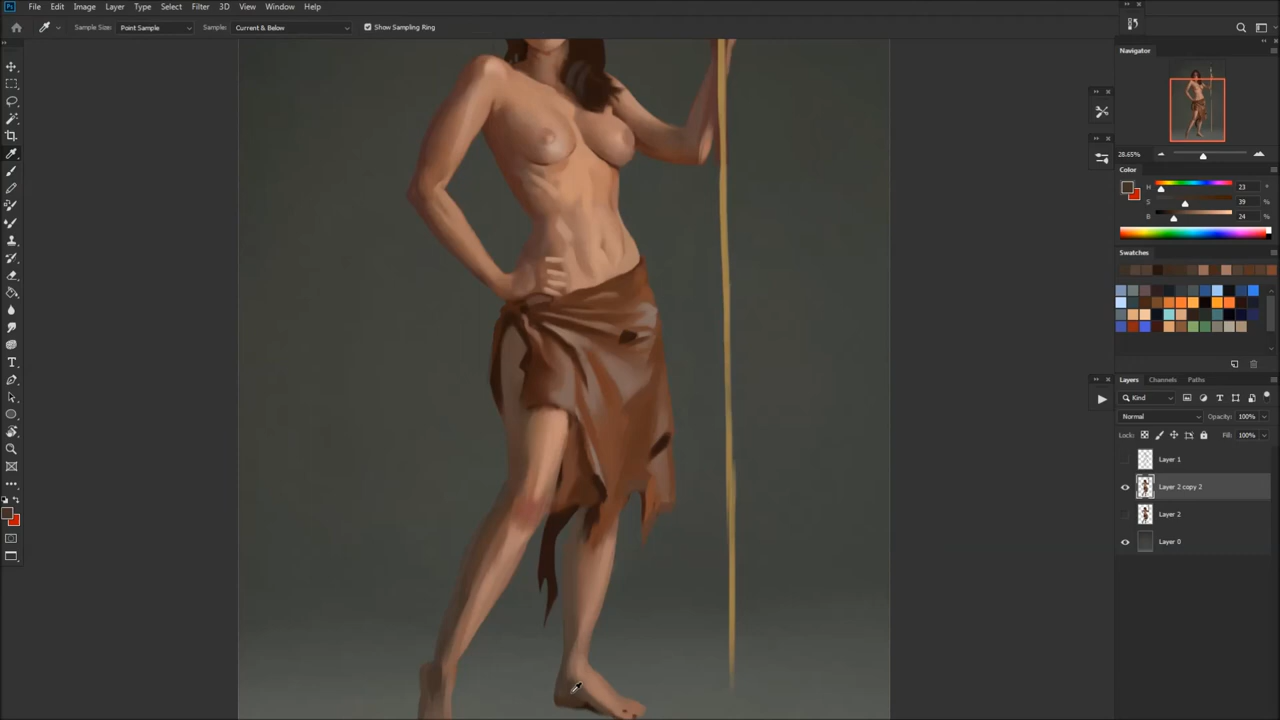 Ps File Edit Image Layer Type Select Filter 3D View Window Help
Sample Size: Point Sample Sample: Current & Below Show Sampling Ring
Navigator
28.65%
Color
H 23 °
S 39 %
B 24 %
Swatches
Layers Channels Paths
Kind
Normal Opacity: 100%
Lock: Fill: 100%
Layer 1
Layer 2 copy 2
Layer 2
Layer 0